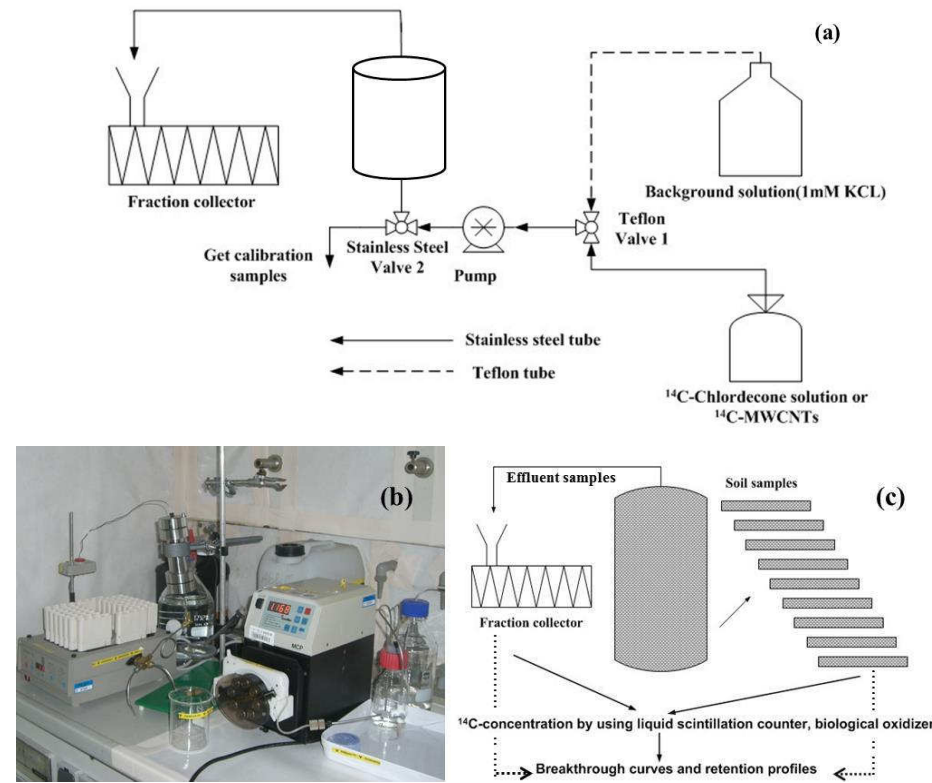 (a)
Fraction collector
Background solution(1mM KCL)
Teflon
Valve 1
Stainless Steel
Valve 2
Pump
Get calibration
samples
Stainless steel tube
Teflon tube
¹⁴C-Chlordecone solution or
¹⁴C-MWCNTs
(b)
MCP
(c)
Effluent samples
Soil samples
Fraction collector
¹⁴C-concentration by using liquid scintillation counter, biological oxidizer
Breakthrough curves and retention profiles